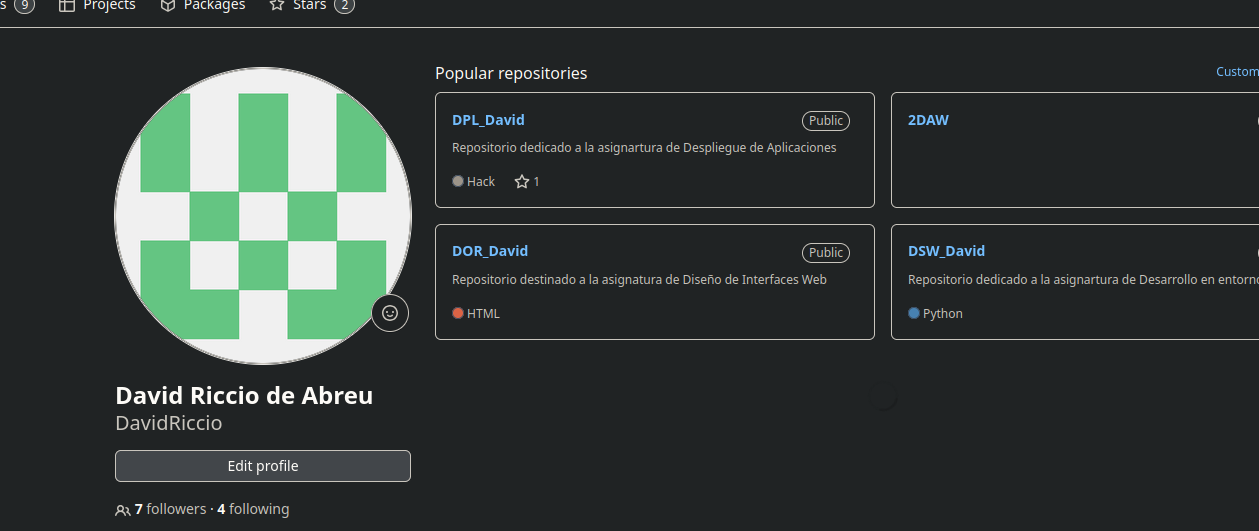 s 9 Projects Packages Stars 2
Popular repositories
Custom
DPL_David Public
Repositorio dedicado a la asignartura de Despliegue de Aplicaciones
Hack 1
2DAW
DOR_David Public
Repositorio destinado a la asignatura de Diseño de Interfaces Web
HTML
DSW_David
Repositorio dedicado a la asignartura de Desarrollo en entorno
Python
David Riccio de Abreu
DavidRiccio
Edit profile
7 followers · 4 following